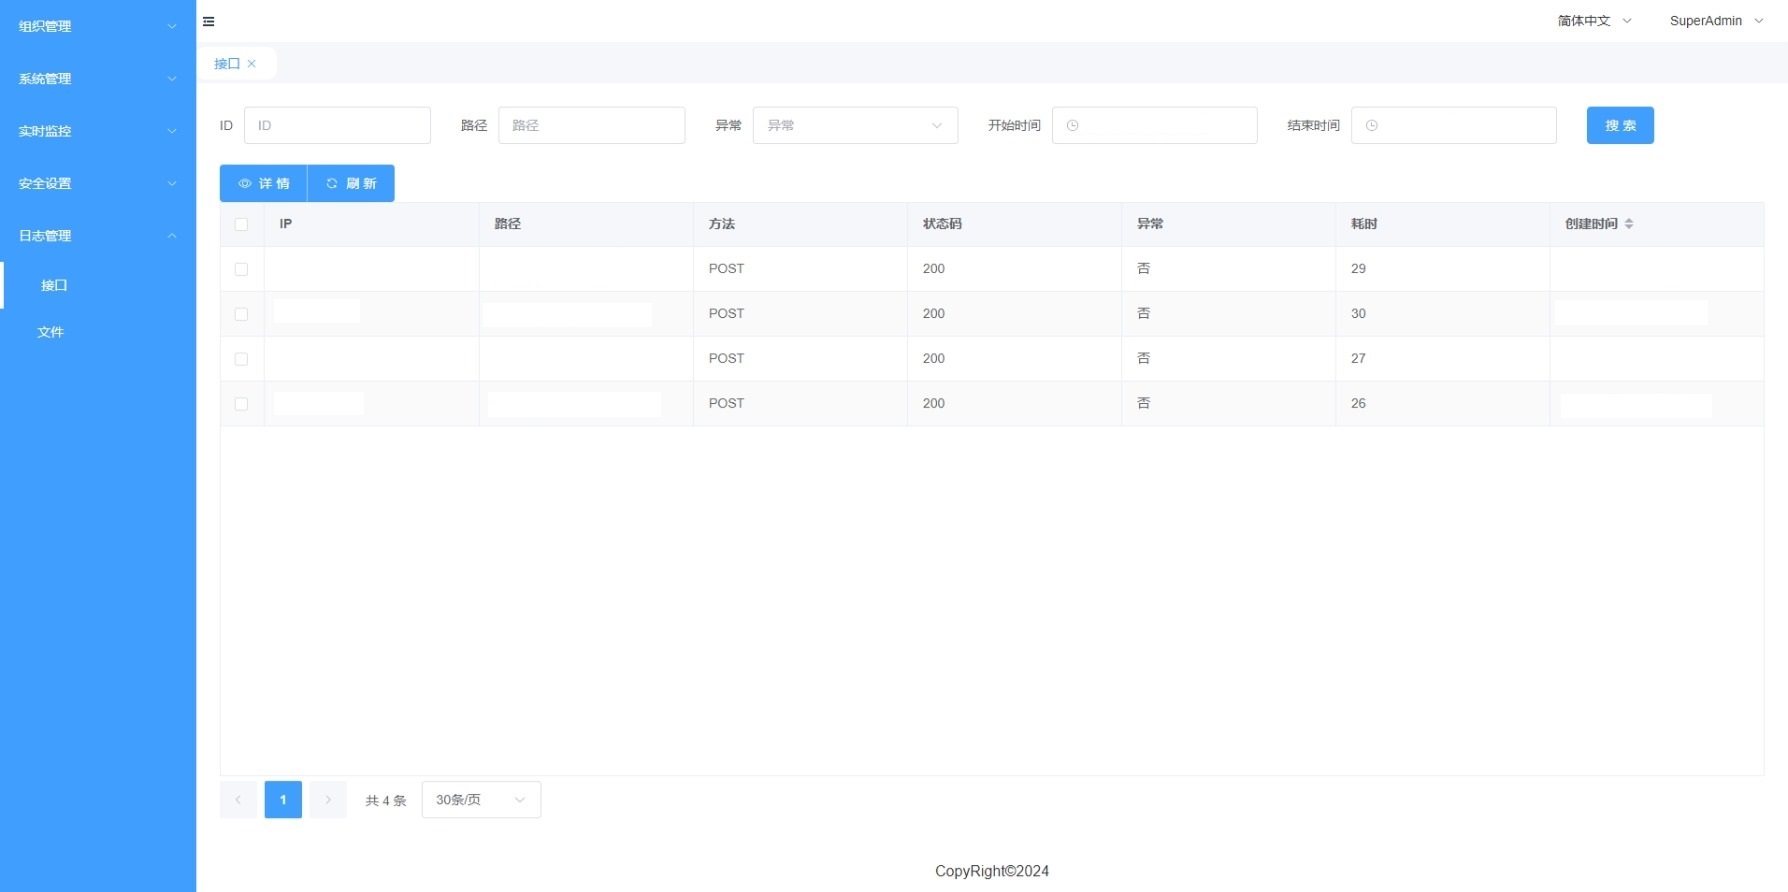 组织管理
系统管理
实时监控
安全设置
日志管理
接口
文件
简体中文 SuperAdmin
接口
ID ID 路径 路径 异常 异常 开始时间 结束时间 搜 索
详 情 刷 新
IP 路径 方法 状态码 异常 耗时 创建时间
POST 200 否 29
POST 200 否 30
POST 200 否 27
POST 200 否 26
1 共 4 条 30条/页
CopyRight©2024